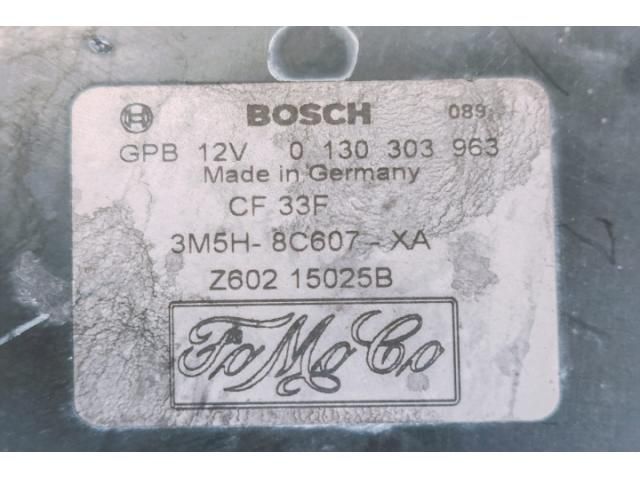 BOSCH 089
GPB 12V 0 130 303 963
Made in Germany
CF 33F
3M5H- 8C607-XA
Z602 15025B
FoMoCo